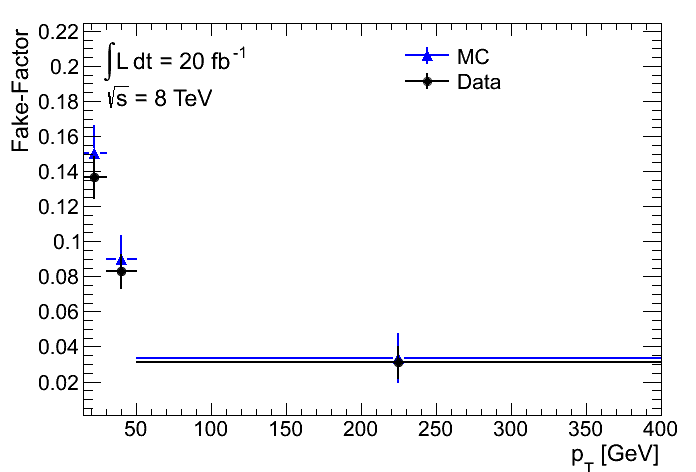 Fake-Factor
0.22
0.2
0.18
0.16
0.14
0.12
0.1
0.08
0.06
0.04
0.02
∫L dt = 20 fb⁻¹
√s = 8 TeV
MC
Data
50 100 150 200 250 300 350 400
p_T [GeV]